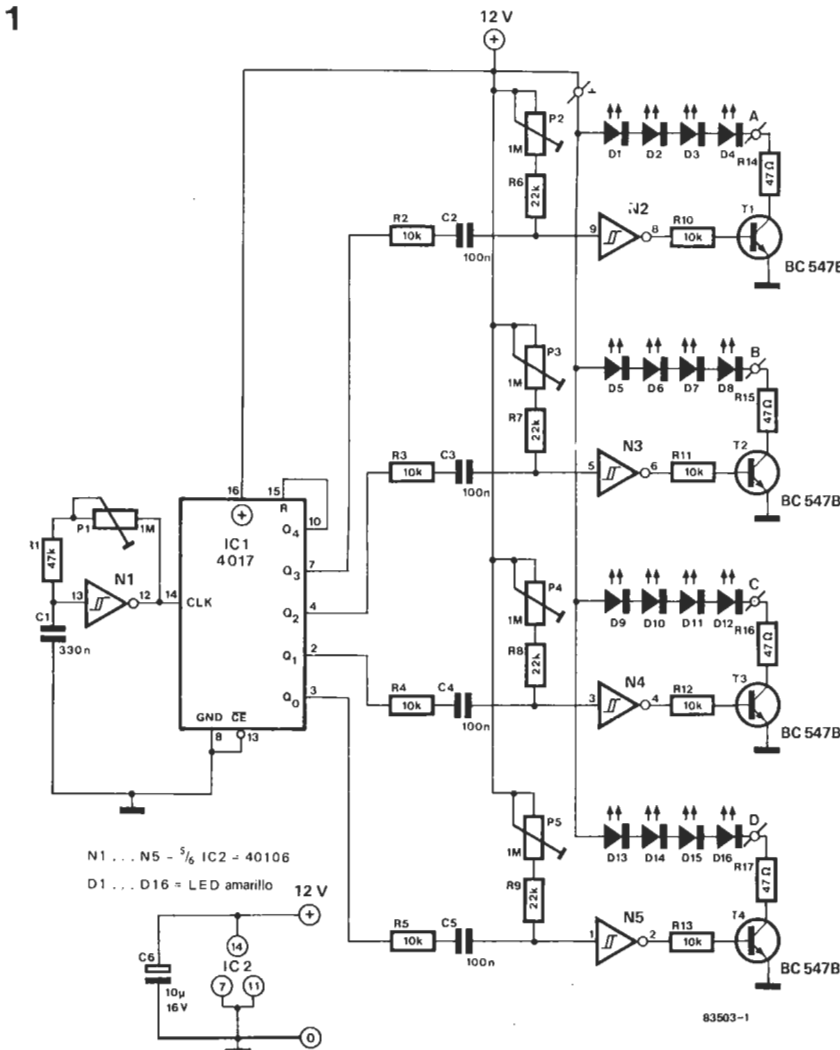 1
12 V
+
P2
1M
R6
22k
R2
10k
C2
100n
9
N2
8
R10
10k
D1
D2
D3
D4
A
R14
47Ω
T1
BC 547B
P3
1M
R7
22k
R3
10k
C3
100n
5
N3
6
R11
10k
D5
D6
D7
D8
B
R15
47Ω
T2
BC 547B
P1
1M
R1
47k
C1
330n
13
N1
12
14
CLK
16
15
+
R
IC1
4017
Q4
10
Q3
7
Q2
4
Q1
2
Q0
3
GND
CE
8
13
P4
1M
R8
22k
R4
10k
C4
100n
3
N4
4
R12
10k
D9
D10
D11
D12
C
R16
47Ω
T3
BC 547B
P5
1M
R9
22k
R5
10k
C5
100n
1
N5
2
R13
10k
D13
D14
D15
D16
D
R17
47Ω
T4
BC 547B
N1 ... N5 = 5/6 IC2 = 40106
D1 ... D16 = LED amarillo
12 V
+
C6
10µ
16V
14
IC 2
7
11
0
83503-1